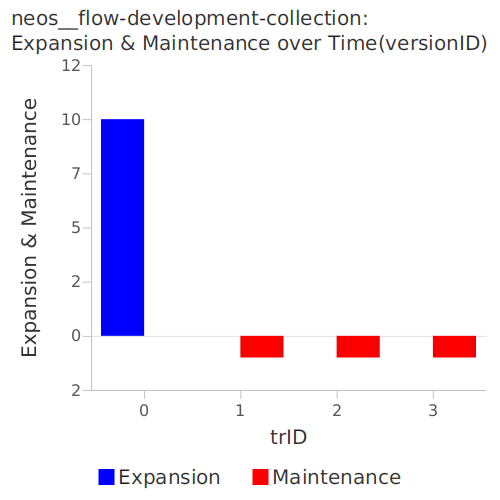 neos__flow-development-collection:
Expansion & Maintenance over Time(versionID)
Expansion & Maintenance
12
10
7
5
2
0
2
0 1 2 3
trID
Expansion Maintenance